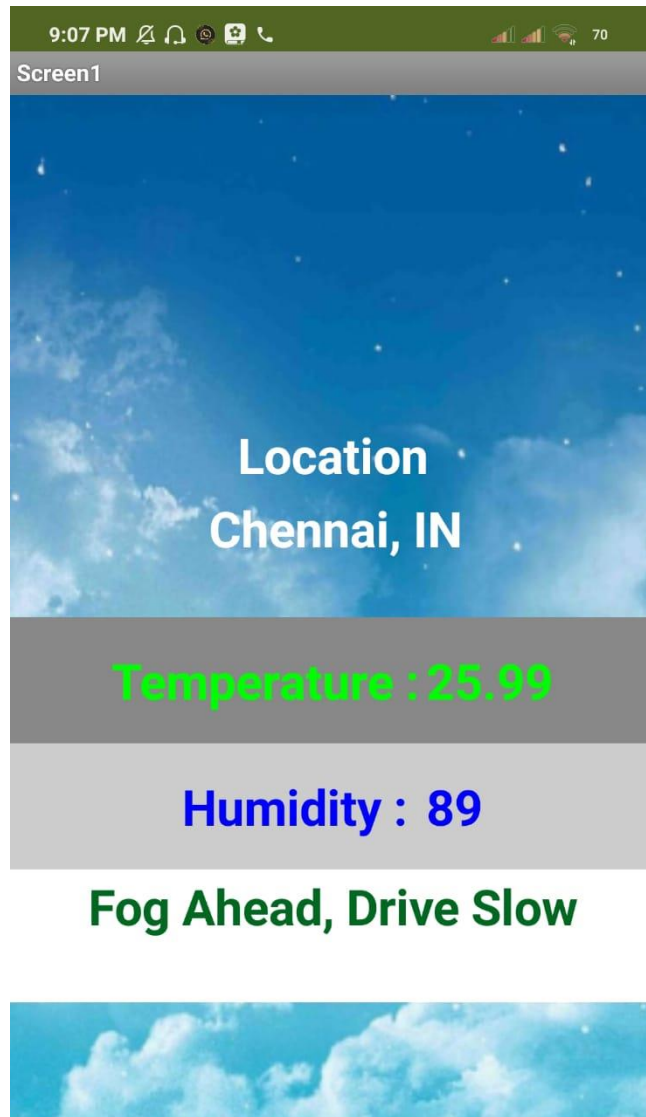 9:07 PM 70
Screen1
Location
Chennai, IN
Temperature : 25.99
Humidity : 89
Fog Ahead, Drive Slow